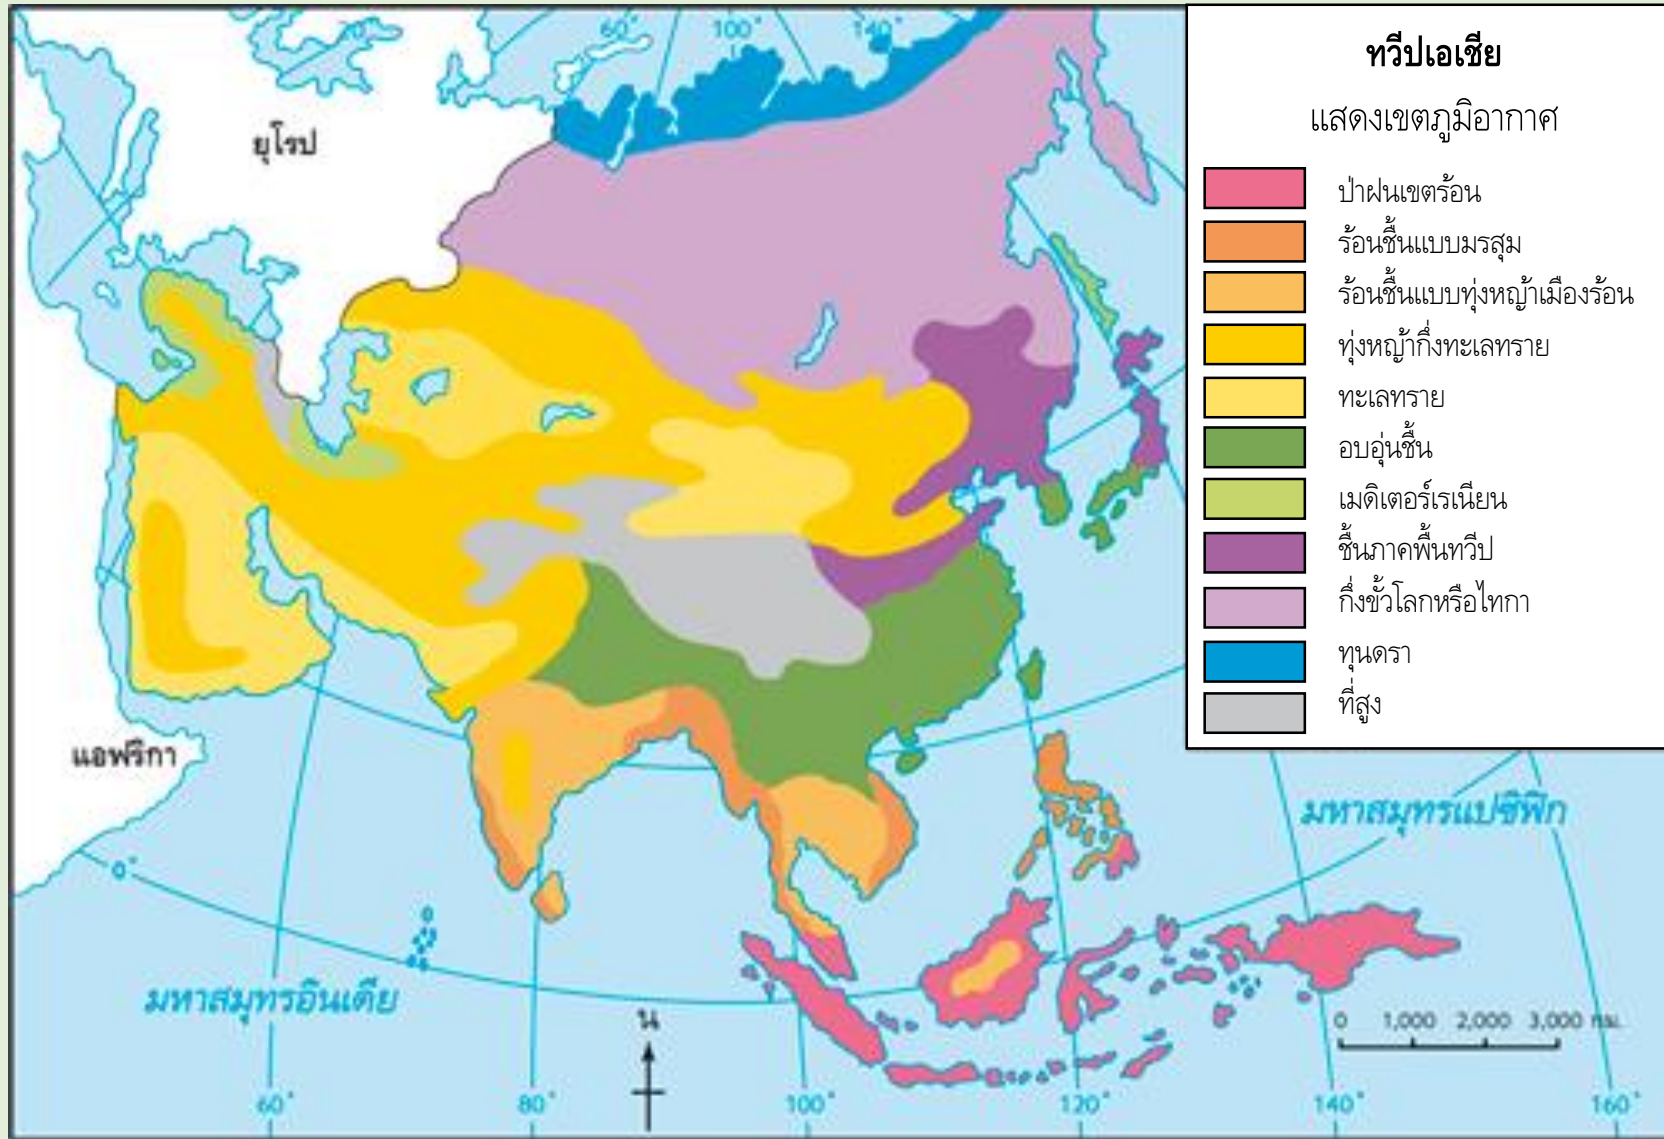 ทวีปเอเชีย
แสดงเขตภูมิอากาศ
ป่าฝนเขตร้อน
ร้อนชื้นแบบมรสุม
ร้อนชื้นแบบทุ่งหญ้าเมืองร้อน
ทุ่งหญ้ากึ่งทะเลทราย
ทะเลทราย
อบอุ่นชื้น
เมดิเตอร์เรเนียน
ชื้นภาคพื้นทวีป
กึ่งขั้วโลกหรือไทกา
ทุนดรา
ที่สูง
60° 100° 140°
ยุโรป
แอฟริกา
มหาสมุทรแปซิฟิก
0°
มหาสมุทรอินเดีย
น
0 1,000 2,000 3,000 กม.
60° 80° 100° 120° 140° 160°